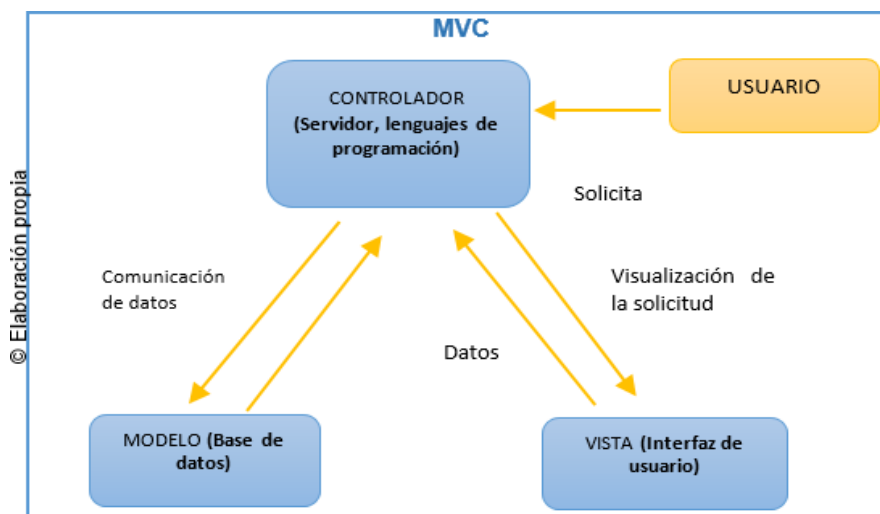 MVC
CONTROLADOR
(Servidor, lenguajes de
programación)
USUARIO
Solicita
Comunicación
de datos
Visualización de
la solicitud
Datos
MODELO (Base de
datos)
VISTA (Interfaz de
usuario)
© Elaboración propia